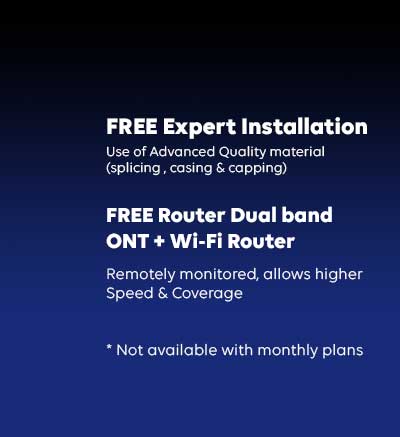 FREE Expert Installation
Use of Advanced Quality material
(splicing , casing & capping)
FREE Router Dual band
ONT + Wi-Fi Router
Remotely monitored, allows higher
Speed & Coverage
* Not available with monthly plans